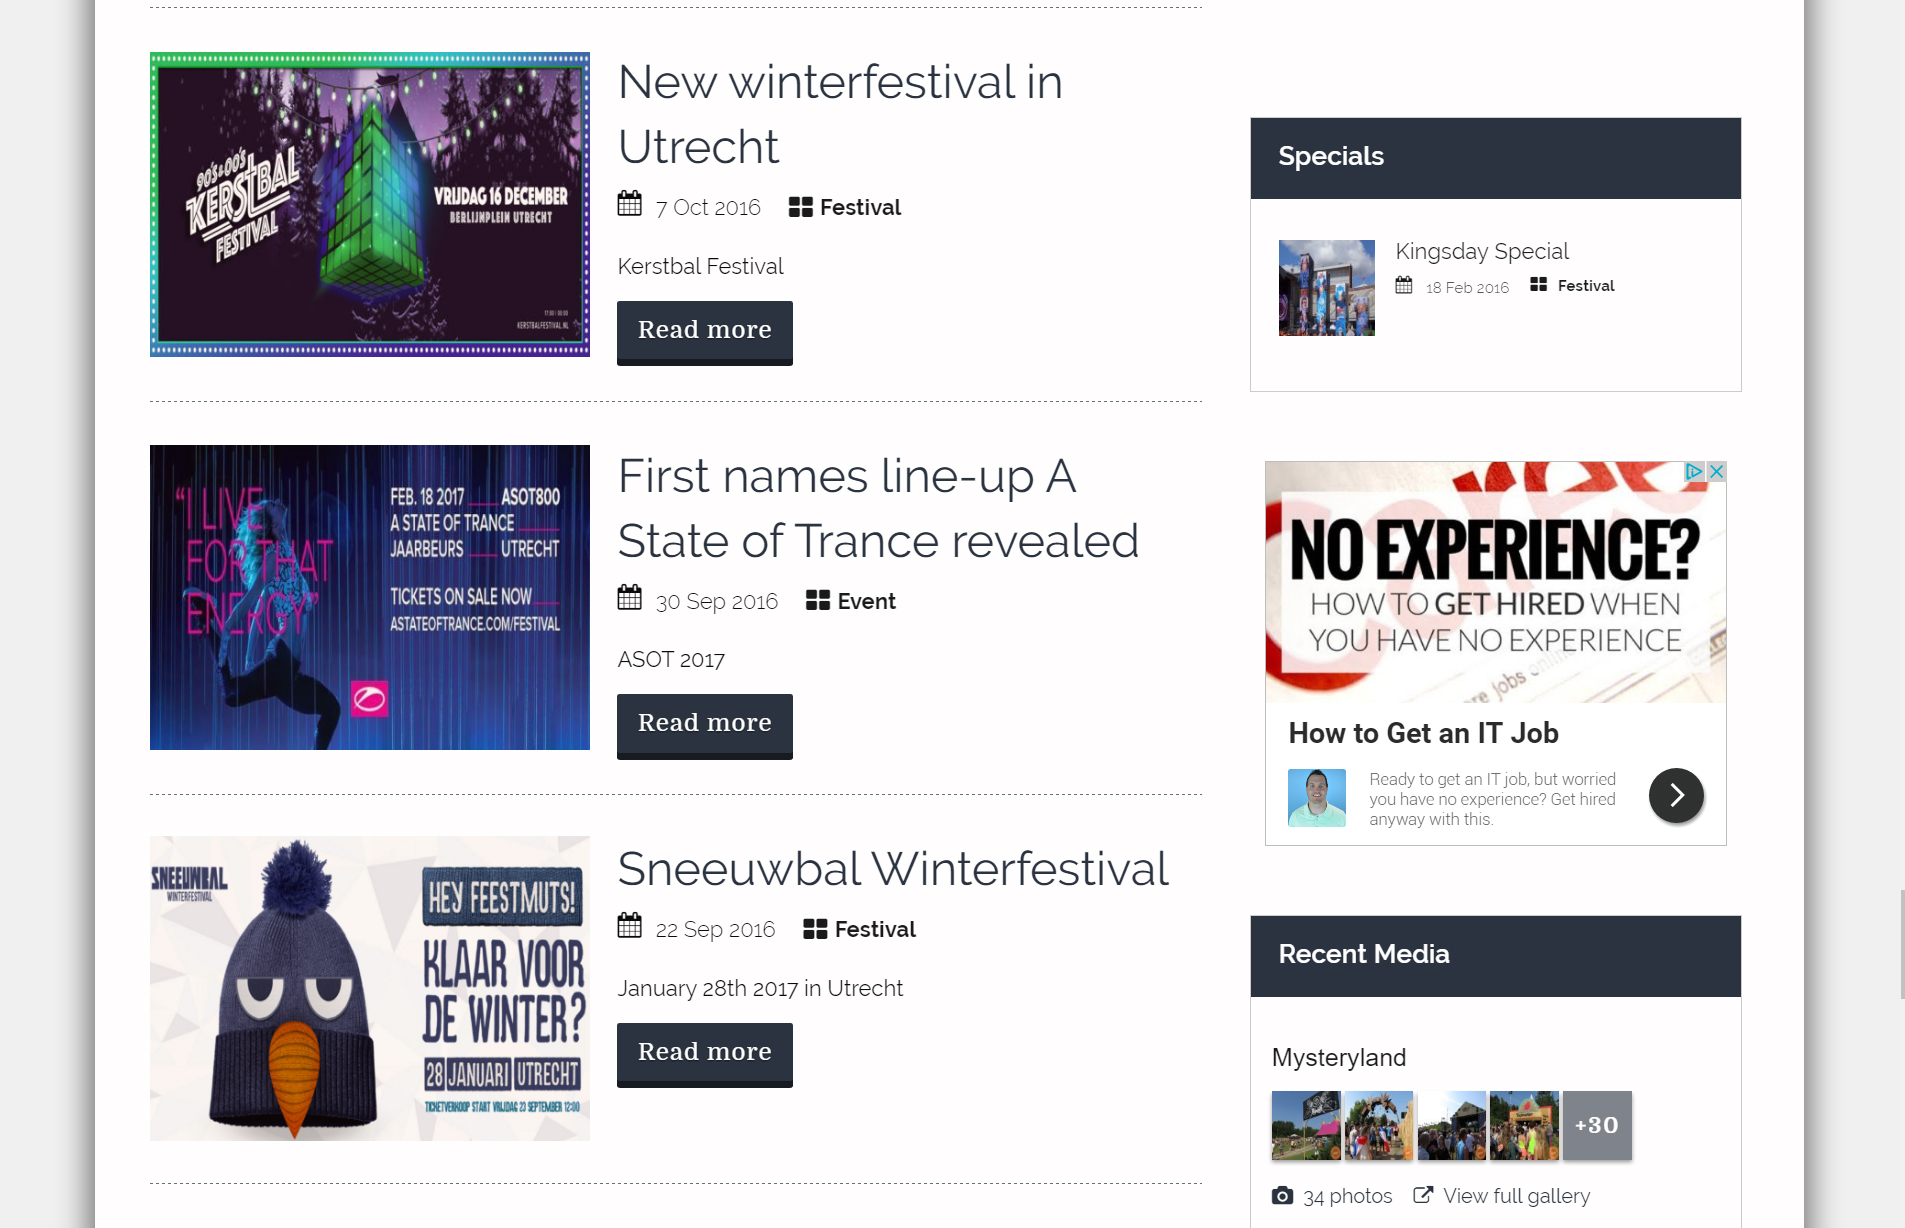 90'S & 00'S
KERSTBAL
FESTIVAL
VRIJDAG 16 DECEMBER
BERLIJNPLEIN UTRECHT
KERSTBALFESTIVAL.NL
New winterfestival in
Utrecht
7 Oct 2016 Festival
Kerstbal Festival
Read more
"I LIVE
FOR THAT
ENERGY"
FEB. 18 2017 ASOT800
A STATE OF TRANCE
JAARBEURS UTRECHT
TICKETS ON SALE NOW
ASTATEOFTRANCE.COM/FESTIVAL
First names line-up A
State of Trance revealed
30 Sep 2016 Event
ASOT 2017
Read more
SNEEUWBAL
WINTERFESTIVAL
HEY FEESTMUTS!
KLAAR VOOR
DE WINTER?
28 JANUARI UTRECHT
TICKETVERKOOP START VRIJDAG 23 SEPTEMBER 12:00
Sneeuwbal Winterfestival
22 Sep 2016 Festival
January 28th 2017 in Utrecht
Read more
Specials
Kingsday Special
18 Feb 2016 Festival
NO EXPERIENCE?
HOW TO GET HIRED WHEN
YOU HAVE NO EXPERIENCE
jobs online
How to Get an IT Job
Ready to get an IT job, but worried
you have no experience? Get hired
anyway with this.
Recent Media
Mysteryland
+30
34 photos View full gallery